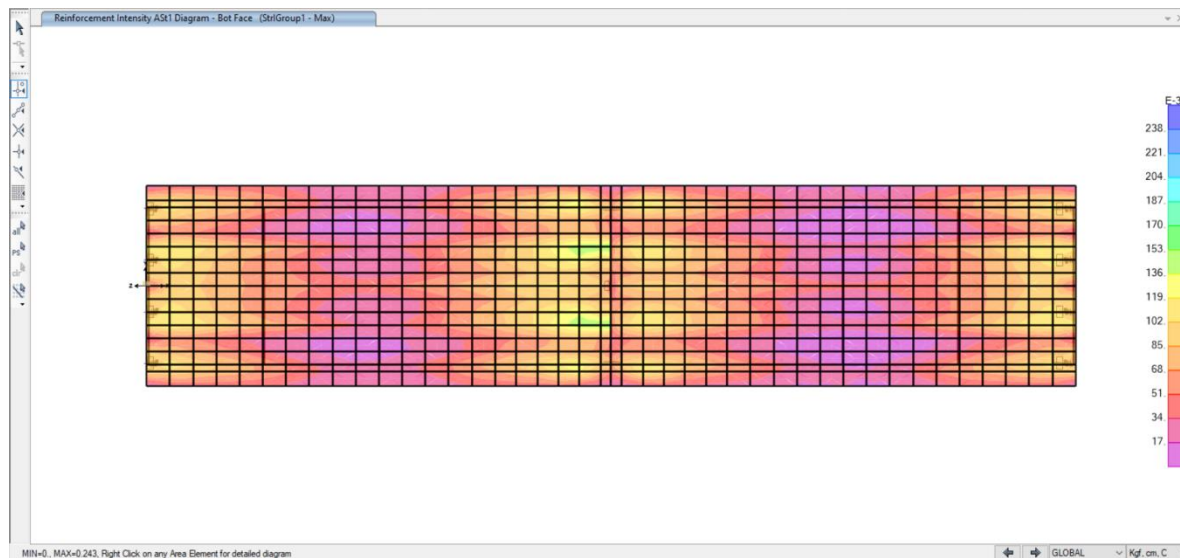 Reinforcement Intensity ASt1 Diagram - Bot Face (StrlGroup1 - Max)
E-3
238.
221.
204.
187.
170.
153.
136.
119.
102.
85.
68.
51.
34.
17.
MIN=0., MAX=0.243, Right Click on any Area Element for detailed diagram
GLOBAL
Kgf, cm, C